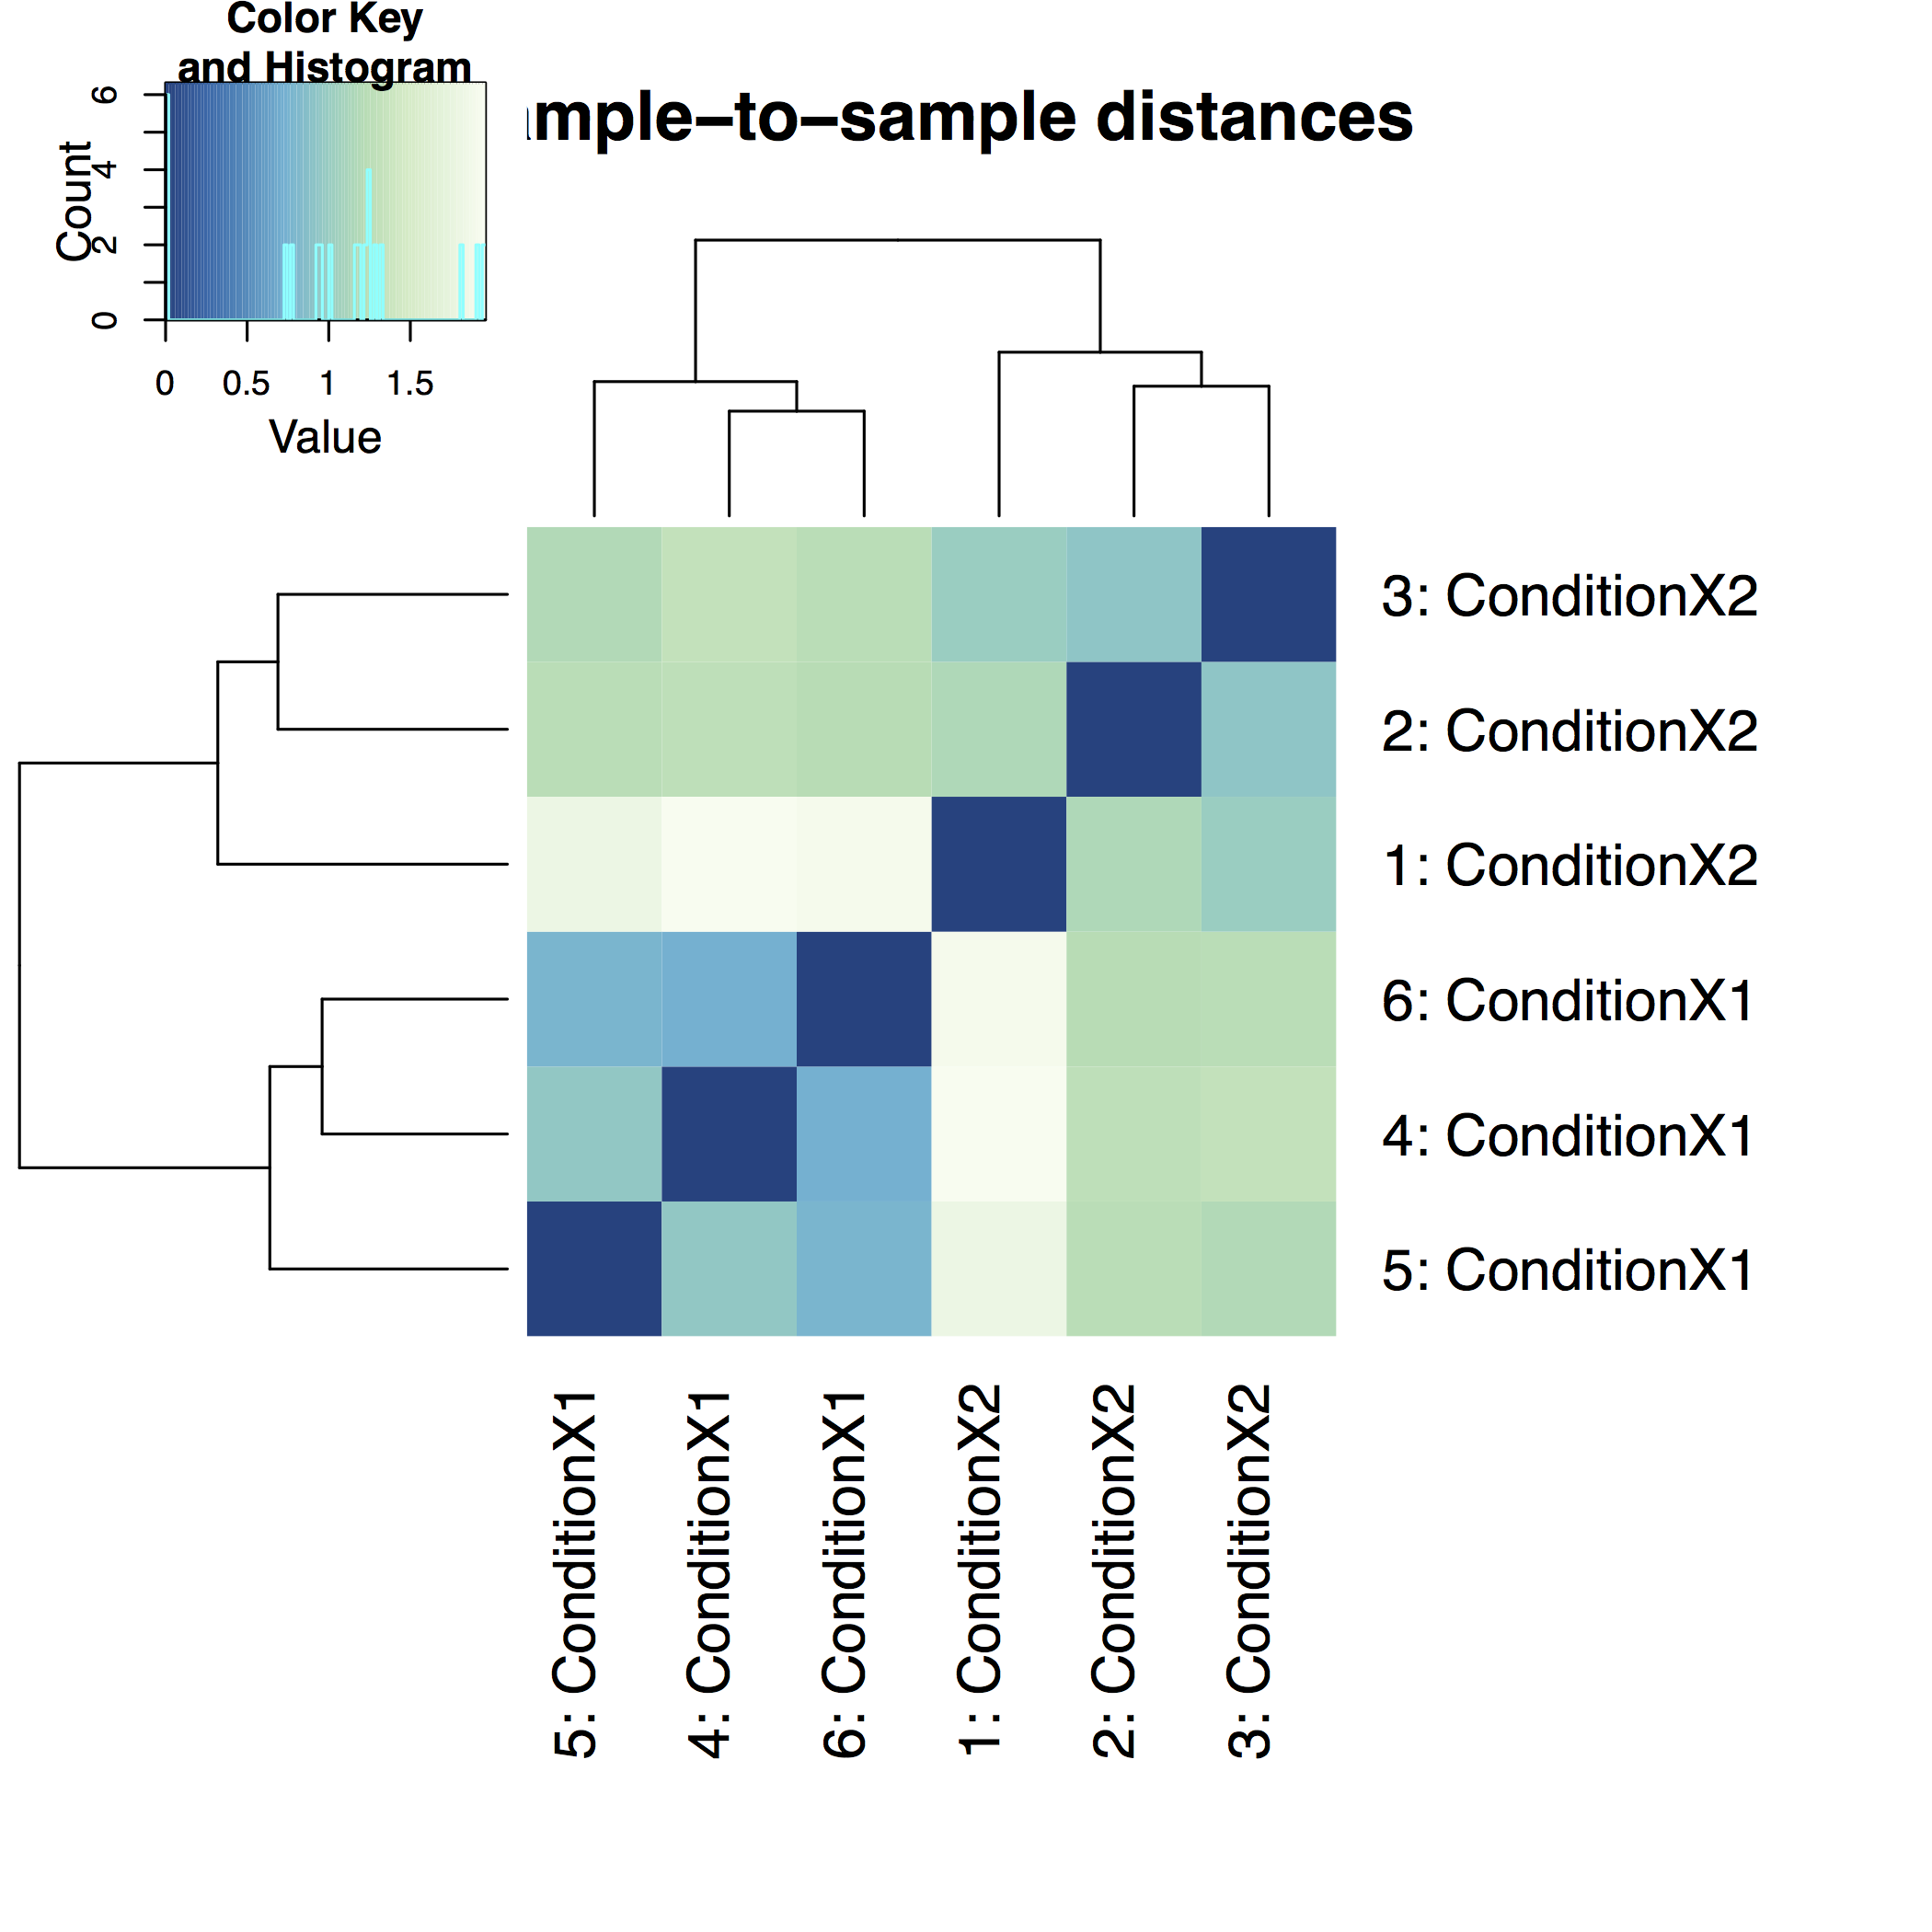 Color Key
and Histogram
mple−to−sample distances
6
4
2
0
Count
0 0.5 1 1.5
Value
3: ConditionX2
2: ConditionX2
1: ConditionX2
6: ConditionX1
4: ConditionX1
5: ConditionX1
5: ConditionX1
4: ConditionX1
6: ConditionX1
1: ConditionX2
2: ConditionX2
3: ConditionX2